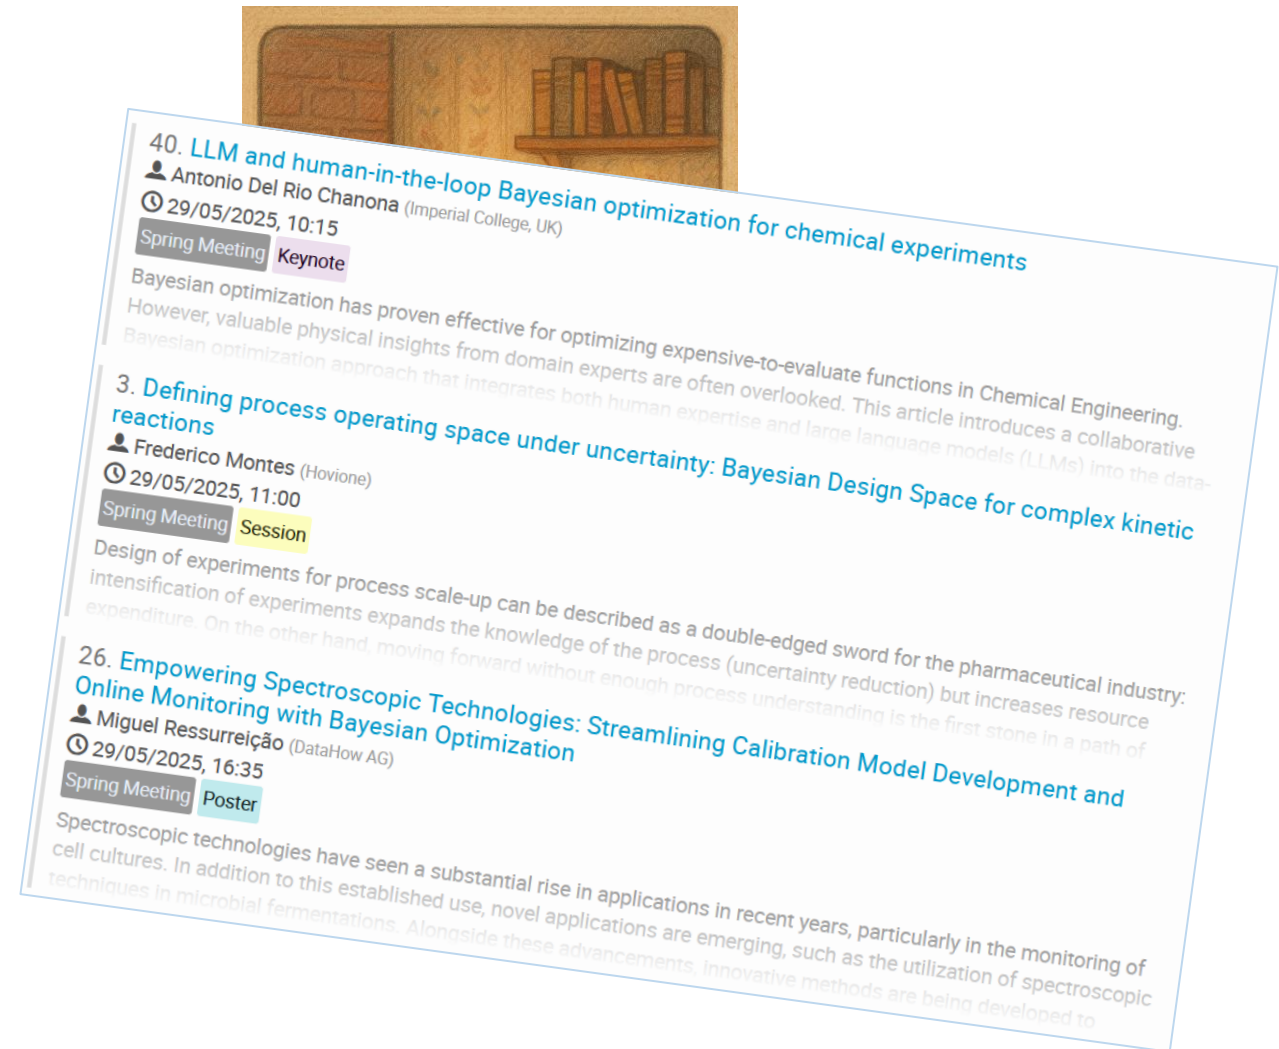 40. LLM and human-in-the-loop Bayesian optimization for chemical experiments
Antonio Del Rio Chanona (Imperial College, UK)
29/05/2025, 10:15
Spring Meeting Keynote
Bayesian optimization has proven effective for optimizing expensive-to-evaluate functions in Chemical Engineering.
However, valuable physical insights from domain experts are often overlooked. This article introduces a collaborative
Bayesian optimization approach that integrates both human expertise and large language models (LLMs) into the data-
3. Defining process operating space under uncertainty: Bayesian Design Space for complex kinetic
reactions
Frederico Montes (Hovione)
29/05/2025, 11:00
Spring Meeting Session
Design of experiments for process scale-up can be described as a double-edged sword for the pharmaceutical industry:
intensification of experiments expands the knowledge of the process (uncertainty reduction) but increases resource
expenditure. On the other hand, moving forward without enough process understanding is the first stone in a path of
26. Empowering Spectroscopic Technologies: Streamlining Calibration Model Development and
Online Monitoring with Bayesian Optimization
Miguel Ressurreição (DataHow AG)
29/05/2025, 16:35
Spring Meeting Poster
Spectroscopic technologies have seen a substantial rise in applications in recent years, particularly in the monitoring of
cell cultures. In addition to this established use, novel applications are emerging, such as the utilization of spectroscopic
techniques in microbial fermentations. Alongside these advancements, innovative methods are being developed to